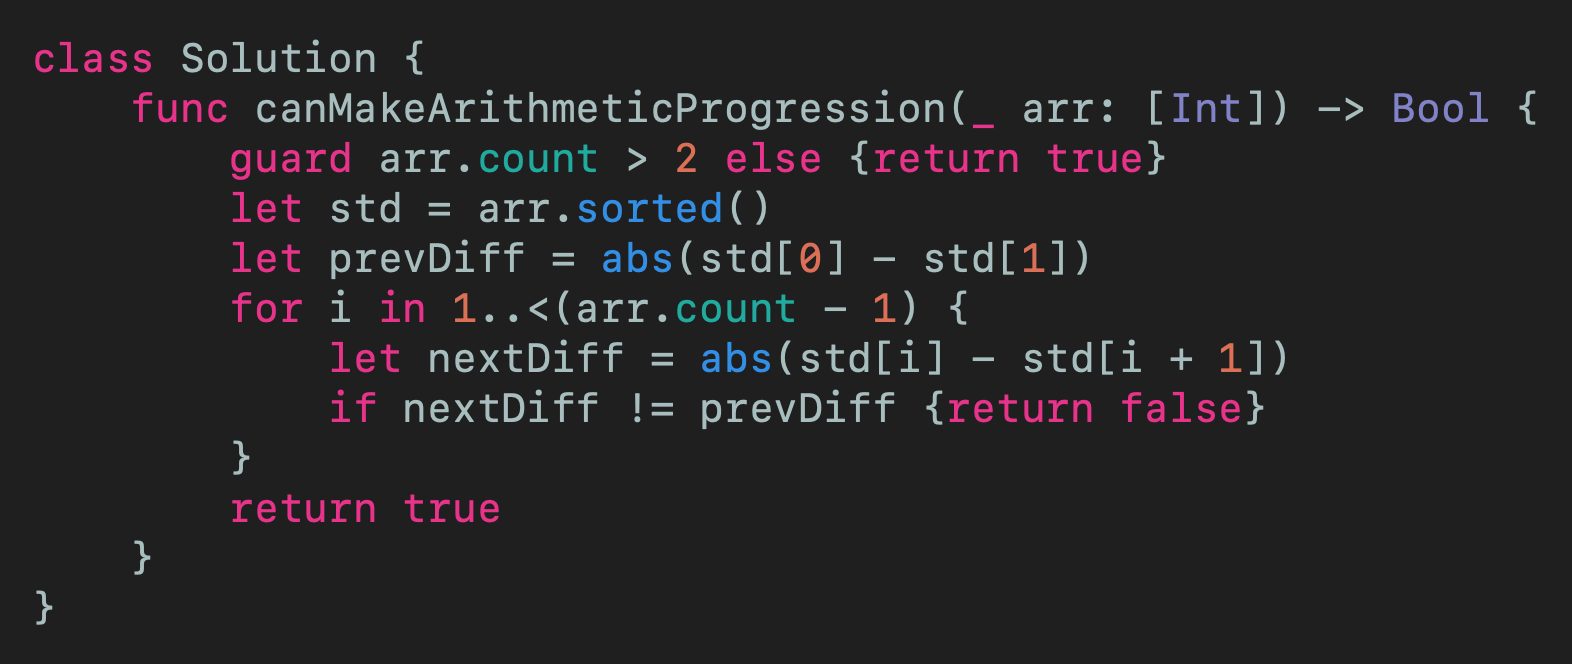 class Solution {
    func canMakeArithmeticProgression(_ arr: [Int]) -> Bool {
        guard arr.count > 2 else {return true}
        let std = arr.sorted()
        let prevDiff = abs(std[0] - std[1])
        for i in 1..<(arr.count - 1) {
            let nextDiff = abs(std[i] - std[i + 1])
            if nextDiff != prevDiff {return false}
        }
        return true
    }
}